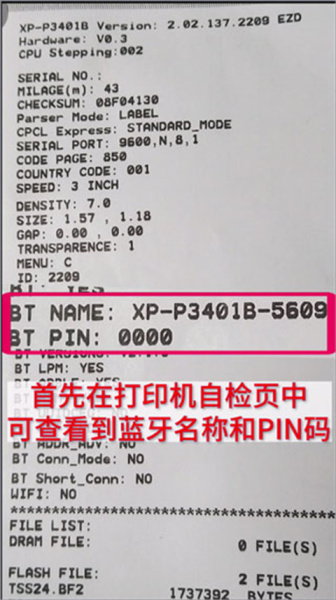 XP-P3401B Version: 2.02.137.2209 EZD
Hardware: V0.3
CPU Stepping:002
SERIAL NO.:
MILAGE(m): 43
CHECKSUM: 08F04130
Parser Mode: LABEL
CPCL Express: STANDARD_MODE
SERIAL PORT: 9600,N,8,1
CODE PAGE: 850
COUNTRY CODE: 001
SPEED: 3 INCH
DENSITY: 7.0
SIZE: 1.57 , 1.18
GAP: 0.00 , 0.00
TRANSPARENCE: 1
MENU: C
ID: 2209
BT NAME: XP-P3401B-5609
BT PIN: 0000
BT LPM: YES
首先在打印机自检页中
可查看到蓝牙名称和PIN码
BT ADDR_ADV: NO
BT Conn_Mode: NO
BT Short_Conn: NO
WIFI: NO
FILE LIST:
DRAM FILE:
0 FILE(S)
FLASH FILE:
2 FILE(S)
TSS24.BF2 1737392 BYTES